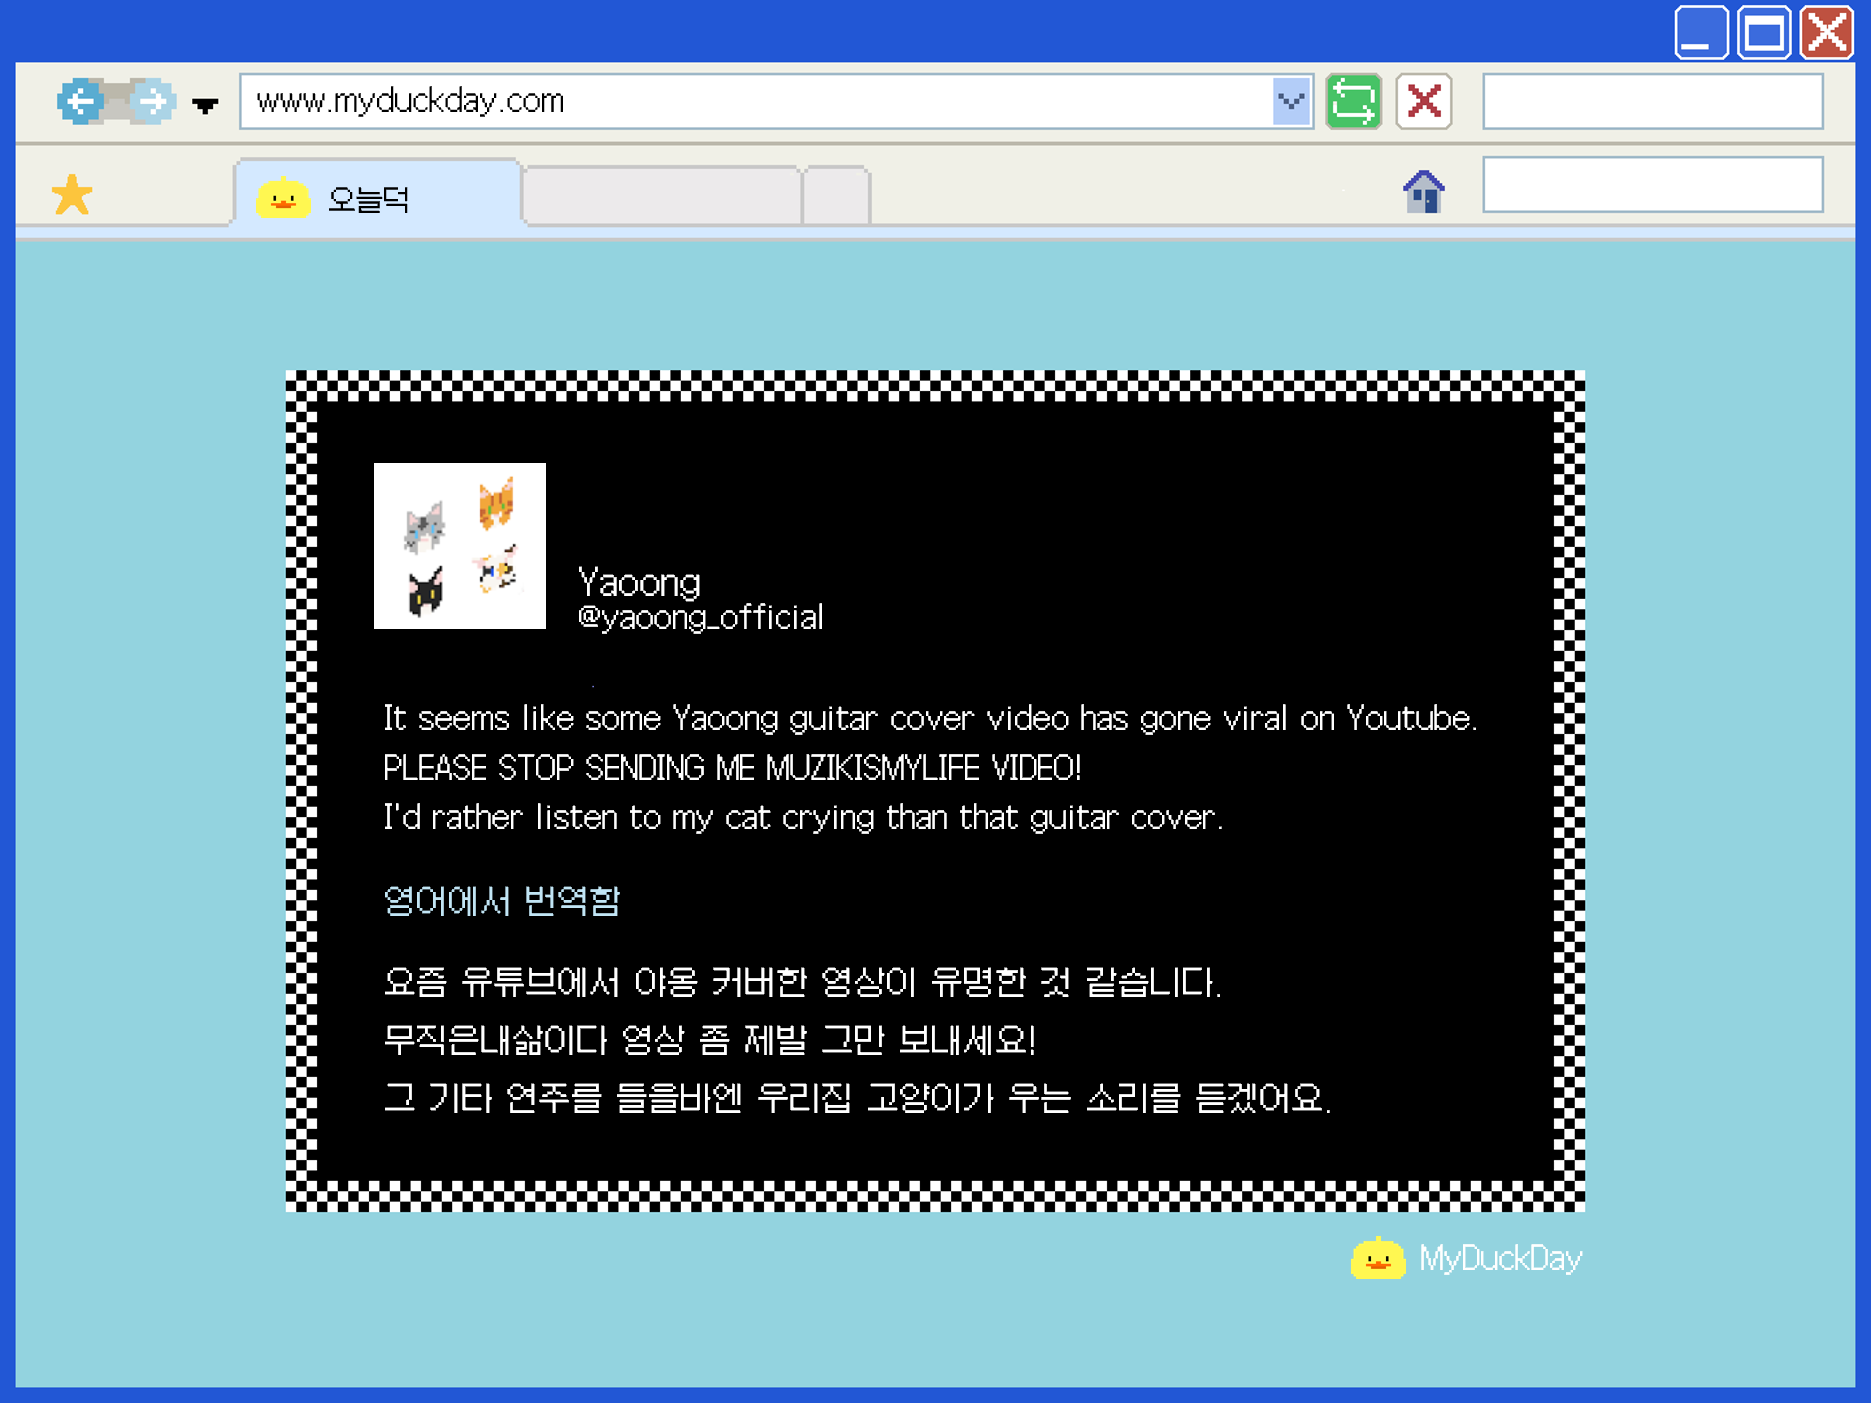 www.myduckday.com
오늘덕
Yaoong
@yaoong_official
It seems like some Yaoong guitar cover video has gone viral on Youtube.
PLEASE STOP SENDING ME MUZIKISMYLIFE VIDEO!
I'd rather listen to my cat crying than that guitar cover.
영어에서 번역함
요즘 유튜브에서 야옹 커버한 영상이 유명한 것 같습니다.
무직은내삶이다 영상 좀 제발 그만 보내세요!
그 기타 연주를 들을바엔 우리집 고양이가 우는 소리를 듣겠어요.
MyDuckDay